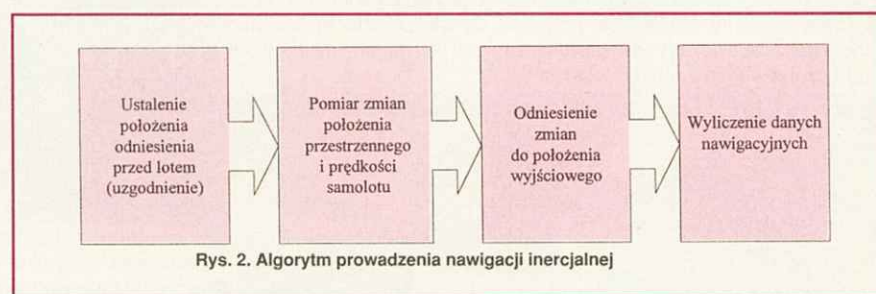 Ustalenie
położenia
odniesienia
przed lotem
(uzgodnienie)
Pomiar zmian
położenia
przestrzennego
i prędkości
samolotu
Odniesienie
zmian
do położenia
wyjściowego
Wyliczenie danych
nawigacyjnych
Rys. 2. Algorytm prowadzenia nawigacji inercjalnej